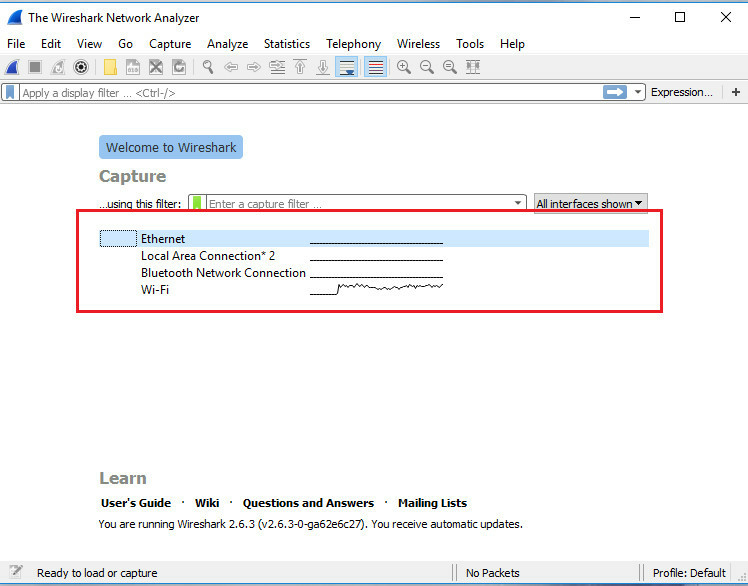 The Wireshark Network Analyzer
File Edit View Go Capture Analyze Statistics Telephony Wireless Tools Help
Apply a display filter ... <Ctrl-/> Expression... +
Welcome to Wireshark
Capture
...using this filter: Enter a capture filter ... All interfaces shown
Ethernet
Local Area Connection* 2
Bluetooth Network Connection
Wi-Fi
Learn
User's Guide · Wiki · Questions and Answers · Mailing Lists
You are running Wireshark 2.6.3 (v2.6.3-0-ga62e6c27). You receive automatic updates.
Ready to load or capture No Packets Profile: Default